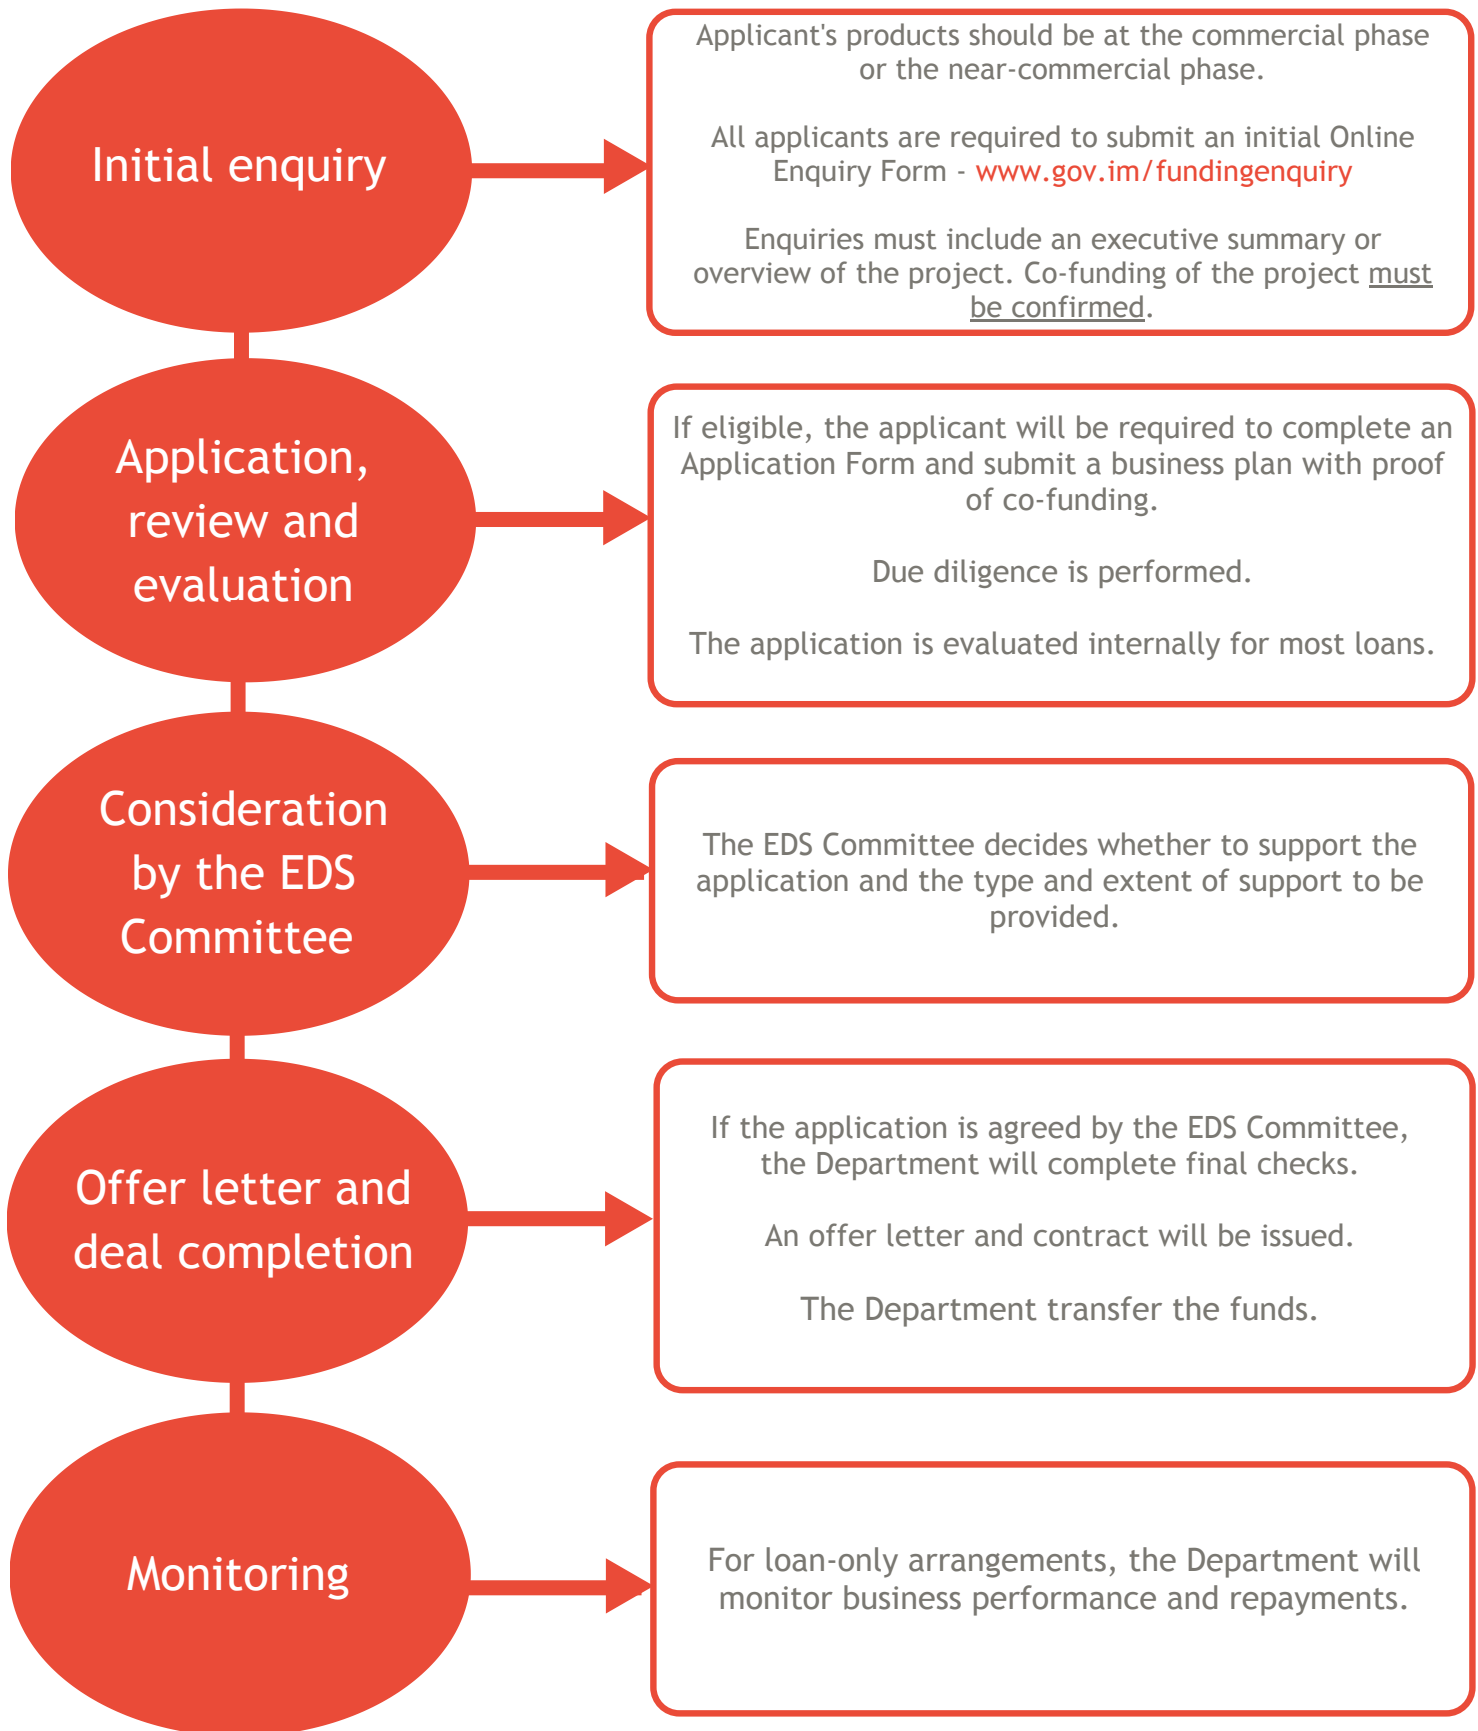 Initial enquiry
Applicant's products should be at the commercial phase
or the near-commercial phase.
All applicants are required to submit an initial Online
Enquiry Form - www.gov.im/fundingenquiry
Enquiries must include an executive summary or
overview of the project. Co-funding of the project must
be confirmed.
Application,
review and
evaluation
If eligible, the applicant will be required to complete an
Application Form and submit a business plan with proof
of co-funding.
Due diligence is performed.
The application is evaluated internally for most loans.
Consideration
by the EDS
Committee
The EDS Committee decides whether to support the
application and the type and extent of support to be
provided.
Offer letter and
deal completion
If the application is agreed by the EDS Committee,
the Department will complete final checks.
An offer letter and contract will be issued.
The Department transfer the funds.
Monitoring
For loan-only arrangements, the Department will
monitor business performance and repayments.